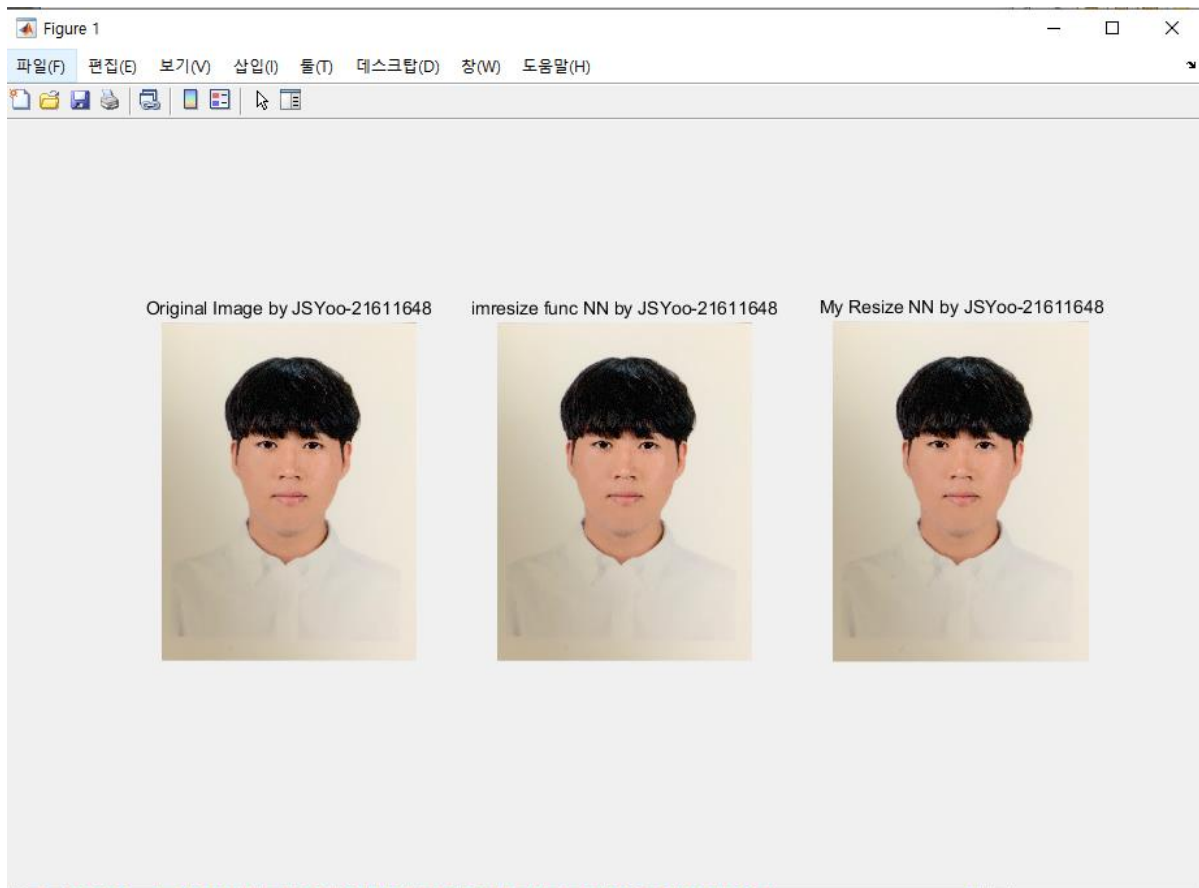 Figure 1
파일(F) 편집(E) 보기(V) 삽입(I) 툴(T) 데스크탑(D) 창(W) 도움말(H)
Original Image by JSYoo-21611648 imresize func NN by JSYoo-21611648 My Resize NN by JSYoo-21611648